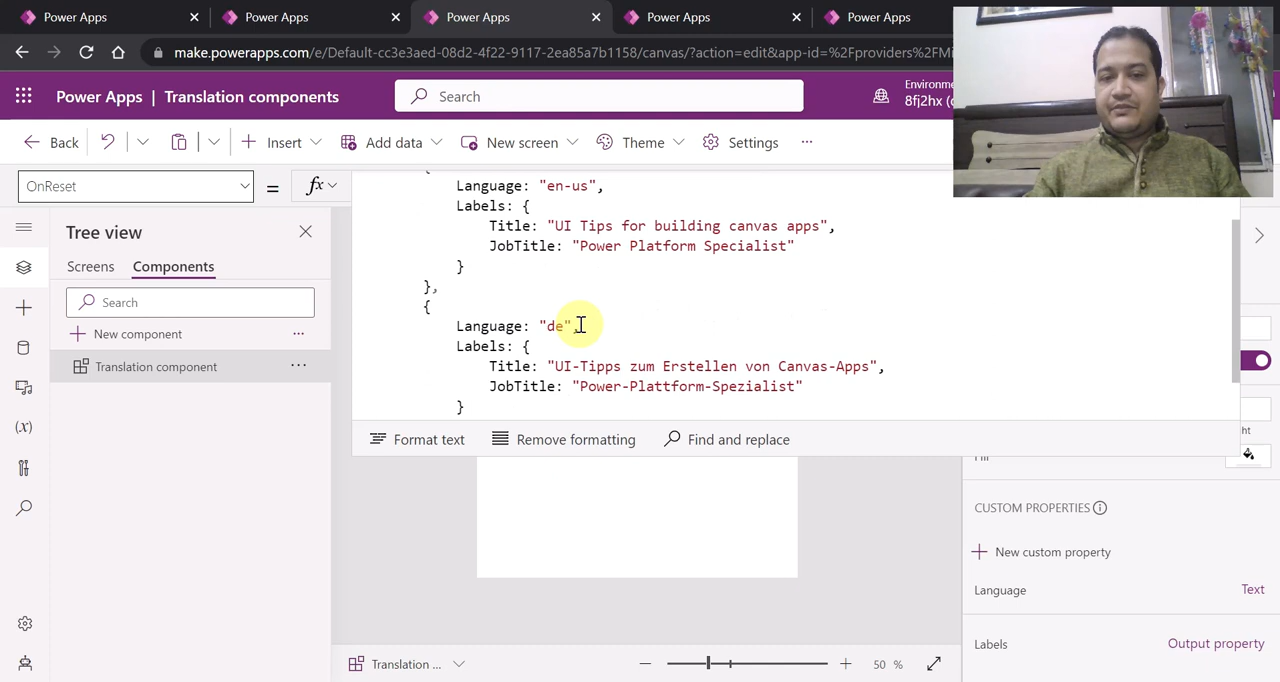 Power Apps
Power Apps
Power Apps
Power Apps
Power Apps
make.powerapps.com/e/Default-cc3e3aed-08d2-4f22-9117-2ea85a7b1158/canvas/?action=edit&app-id=%2Fproviders%2FMi
Power Apps | Translation components
Search
Environme
8fj2hx (
Back
Insert
Add data
New screen
Theme
Settings
OnReset
=
fx
{
Language: "en-us",
Labels: {
Title: "UI Tips for building canvas apps",
JobTitle: "Power Platform Specialist"
}
},
{
Language: "de",
Labels: {
Title: "UI-Tipps zum Erstellen von Canvas-Apps",
JobTitle: "Power-Plattform-Spezialist"
}
Format text
Remove formatting
Find and replace
Tree view
Screens
Components
Search
New component
Translation component
(x)
ht
Fill
CUSTOM PROPERTIES
New custom property
Language
Text
Labels
Output property
Translation ...
50 %